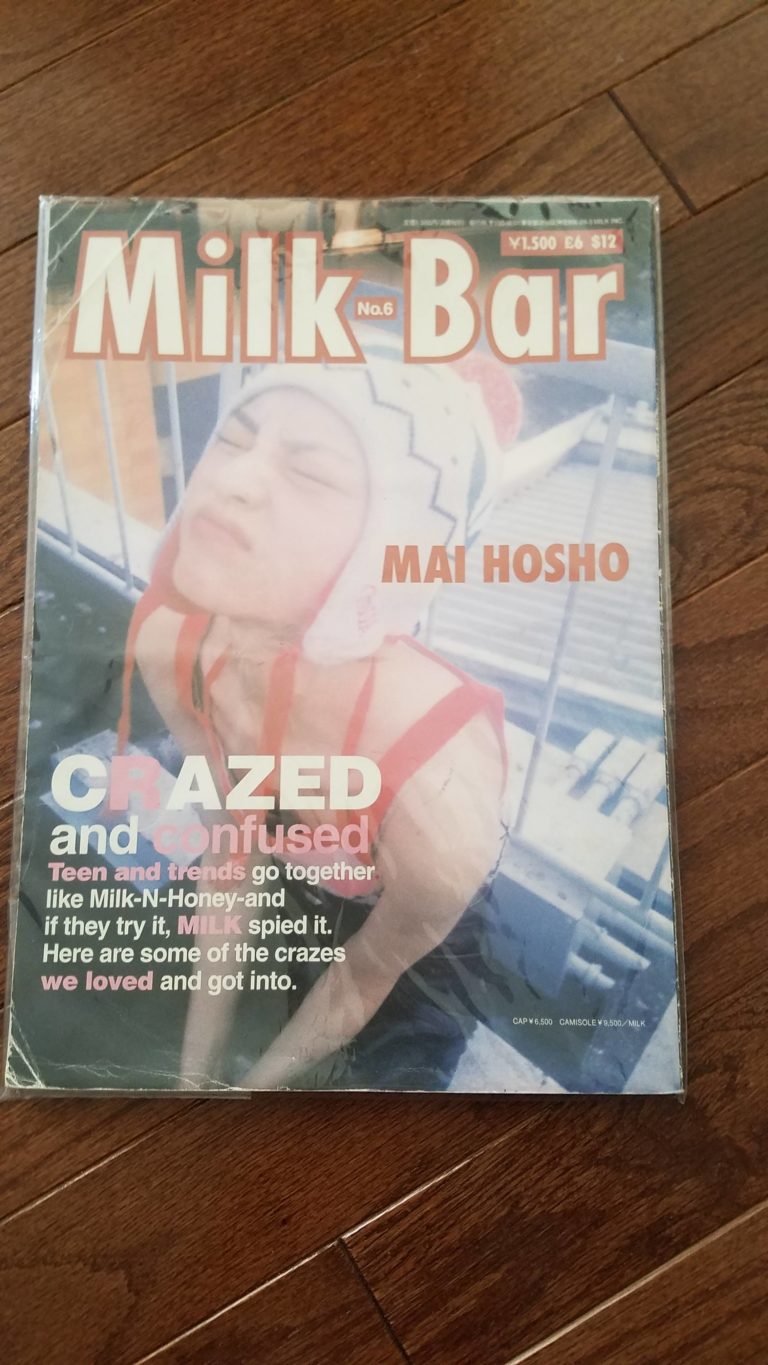 ¥1.500 £6 $12
Milk No.6 Bar
MAI HOSHO
CRAZED
and confused
Teen and trends go together
like Milk-N-Honey-and
if they try it, MILK spied it.
Here are some of the crazes
we loved and got into.
CAP ¥6,500 CAMISOLE ¥9,500/MILK